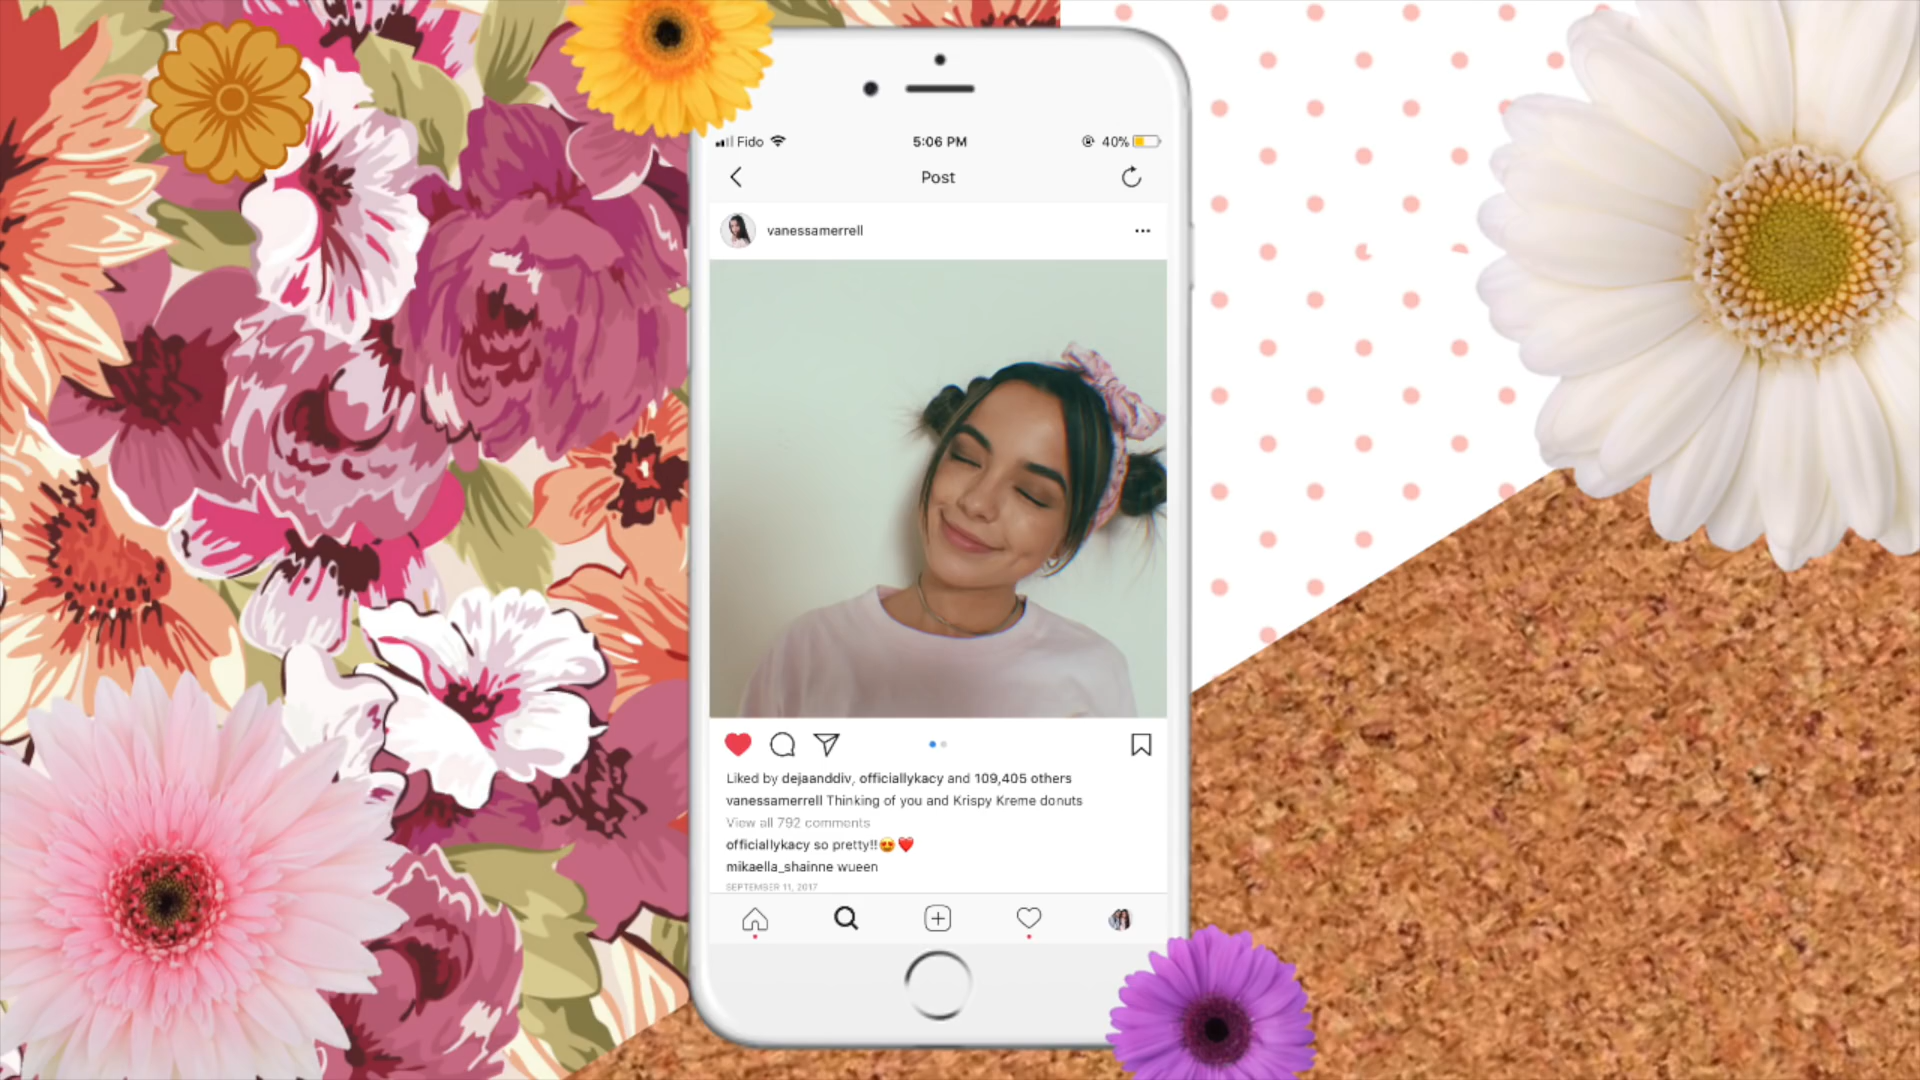 Fido 5:06 PM 40%
Post
vanessamerrell
Liked by dejaanddiv, officiallykacy and 109,405 others
vanessamerrell Thinking of you and Krispy Kreme donuts
View all 792 comments
officiallykacy so pretty!!😍❤️
mikaella_shainne wueen
SEPTEMBER 11, 2017